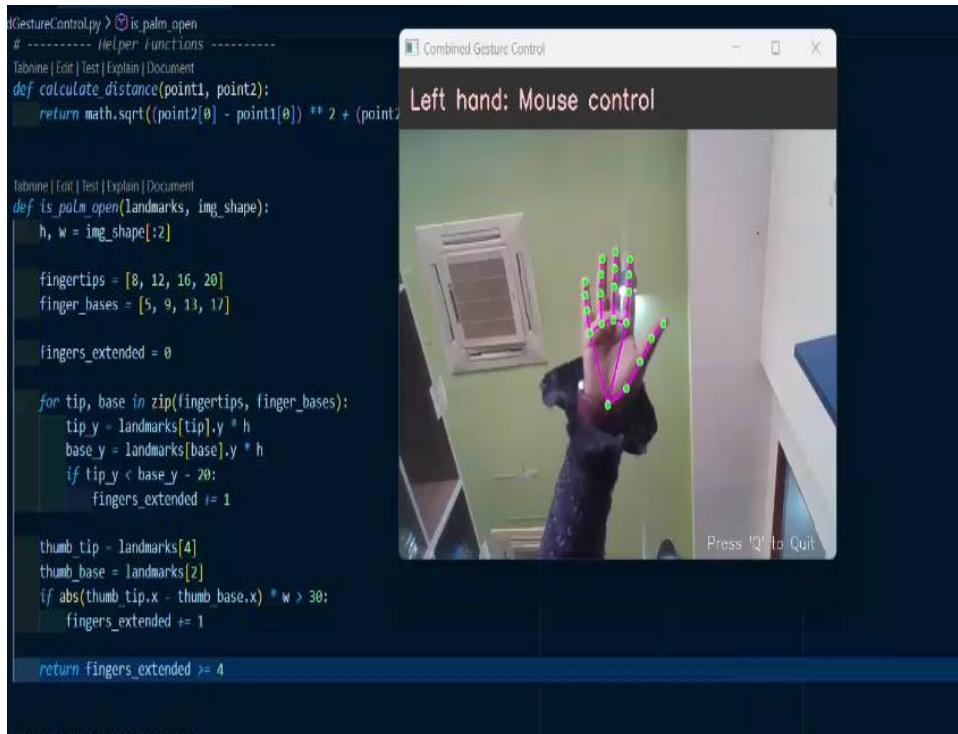 dGestureControl.py > is_palm_open
# ---------- Helper Functions ----------
Tabnine | Edit | Test | Explain | Document
def calculate_distance(point1, point2):
return math.sqrt((point2[0] - point1[0]) ** 2 + (point2
Tabnine | Edit | Test | Explain | Document
def is_palm_open(landmarks, img_shape):
h, w = img_shape[:2]
fingertips = [8, 12, 16, 20]
finger_bases = [5, 9, 13, 17]
fingers_extended = 0
for tip, base in zip(fingertips, finger_bases):
tip_y = landmarks[tip].y * h
base_y = landmarks[base].y * h
if tip_y < base_y - 20:
fingers_extended += 1
thumb_tip = landmarks[4]
thumb_base = landmarks[2]
if abs(thumb_tip.x - thumb_base.x) * w > 30:
fingers_extended += 1
return fingers_extended >= 4
Combined Gesture Control
Left hand: Mouse control
Press 'Q' to Quit